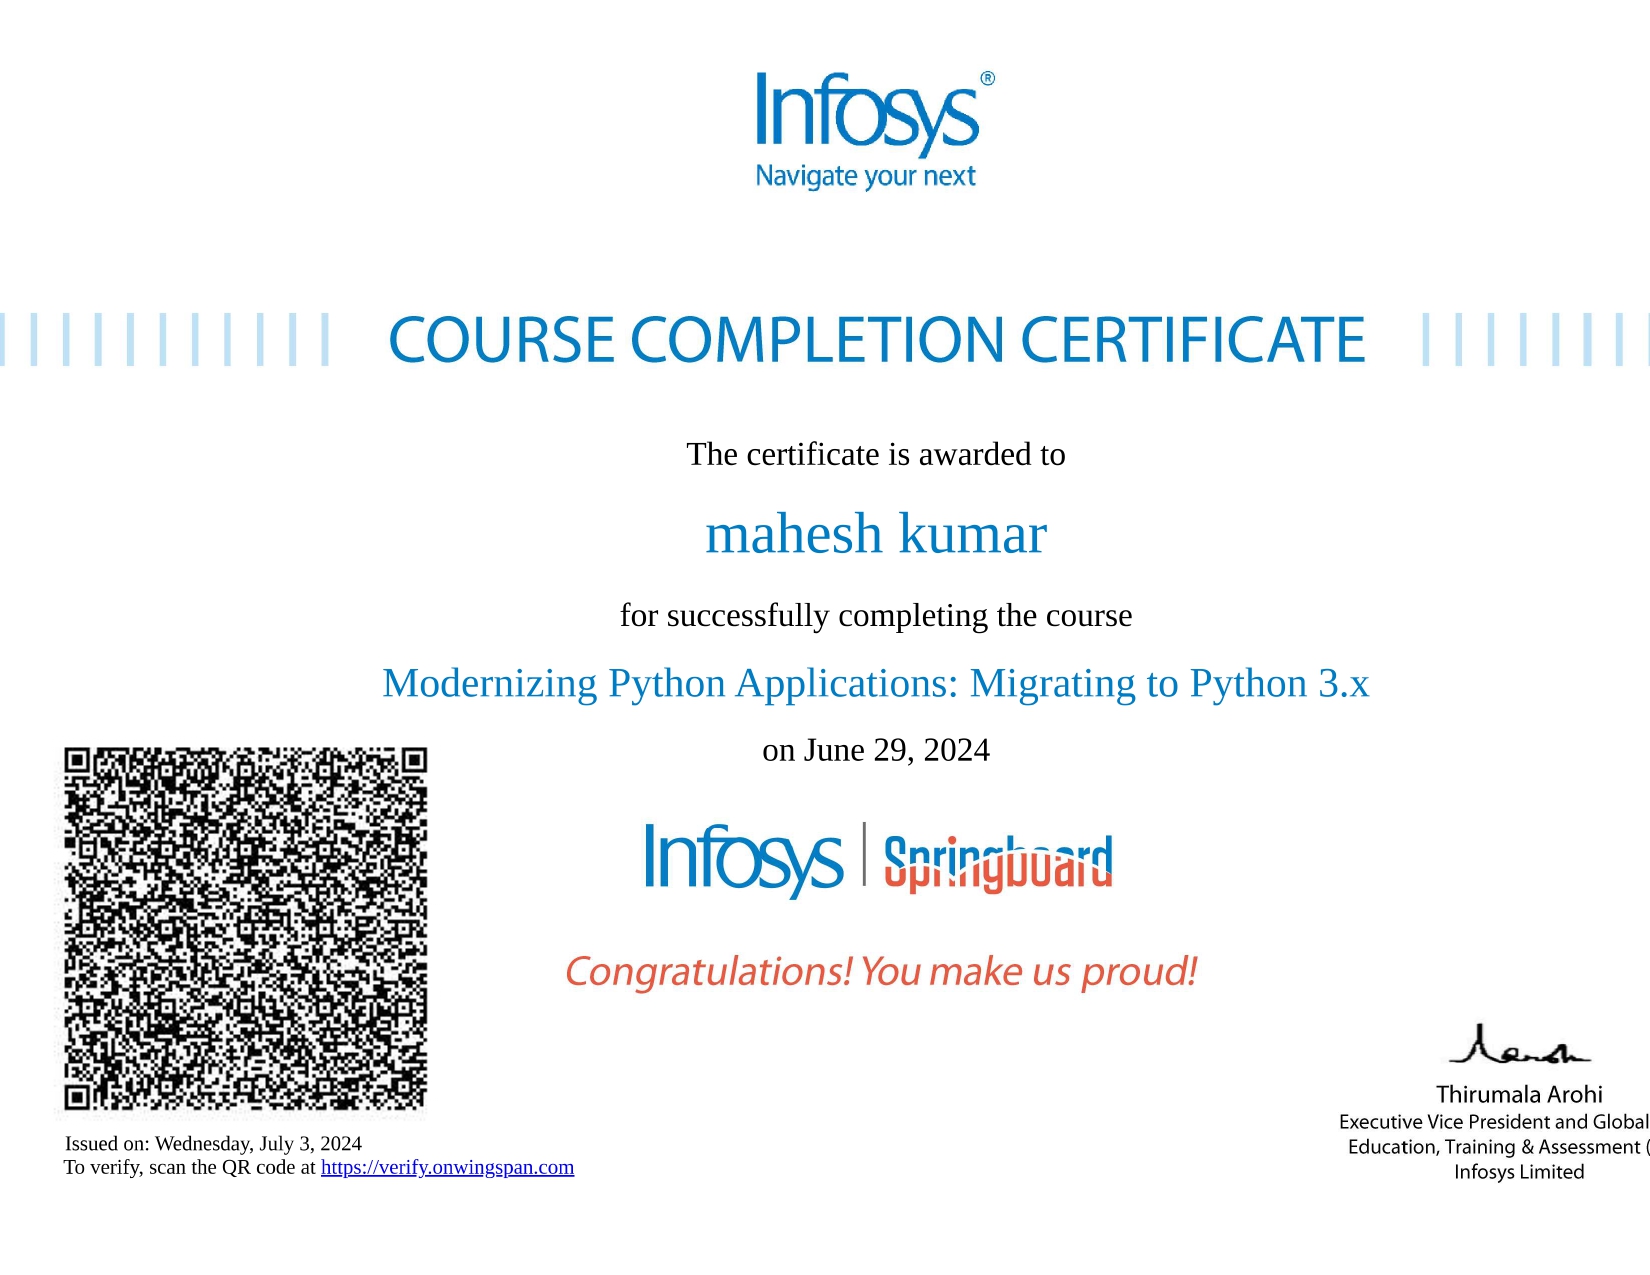 Infosys®
Navigate your next
COURSE COMPLETION CERTIFICATE
The certificate is awarded to
mahesh kumar
for successfully completing the course
Modernizing Python Applications: Migrating to Python 3.x
on June 29, 2024
Infosys | Springboard
Congratulations! You make us proud!
Thirumala Arohi
Executive Vice President and Global
Education, Training & Assessment (
Infosys Limited
Issued on: Wednesday, July 3, 2024
To verify, scan the QR code at https://verify.onwingspan.com